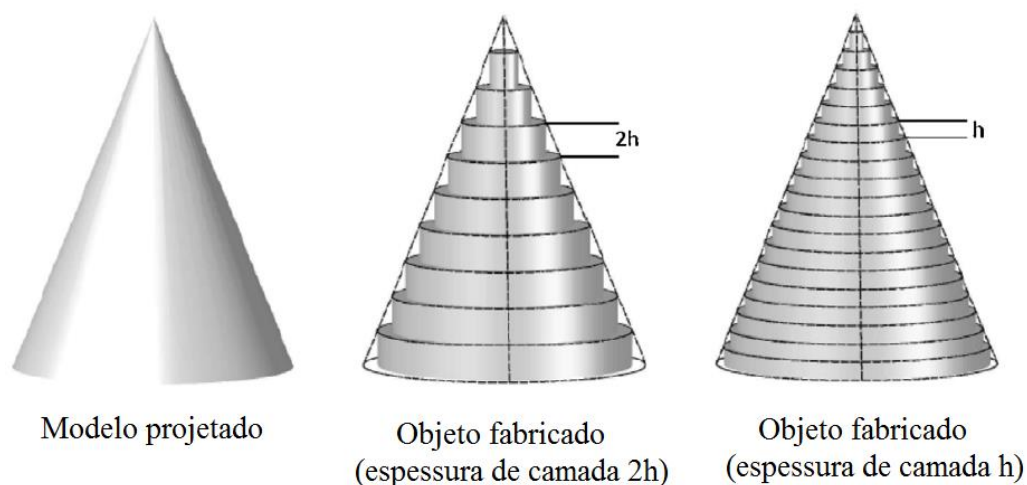 2h
h
Modelo projetado
Objeto fabricado
(espessura de camada 2h)
Objeto fabricado
(espessura de camada h)